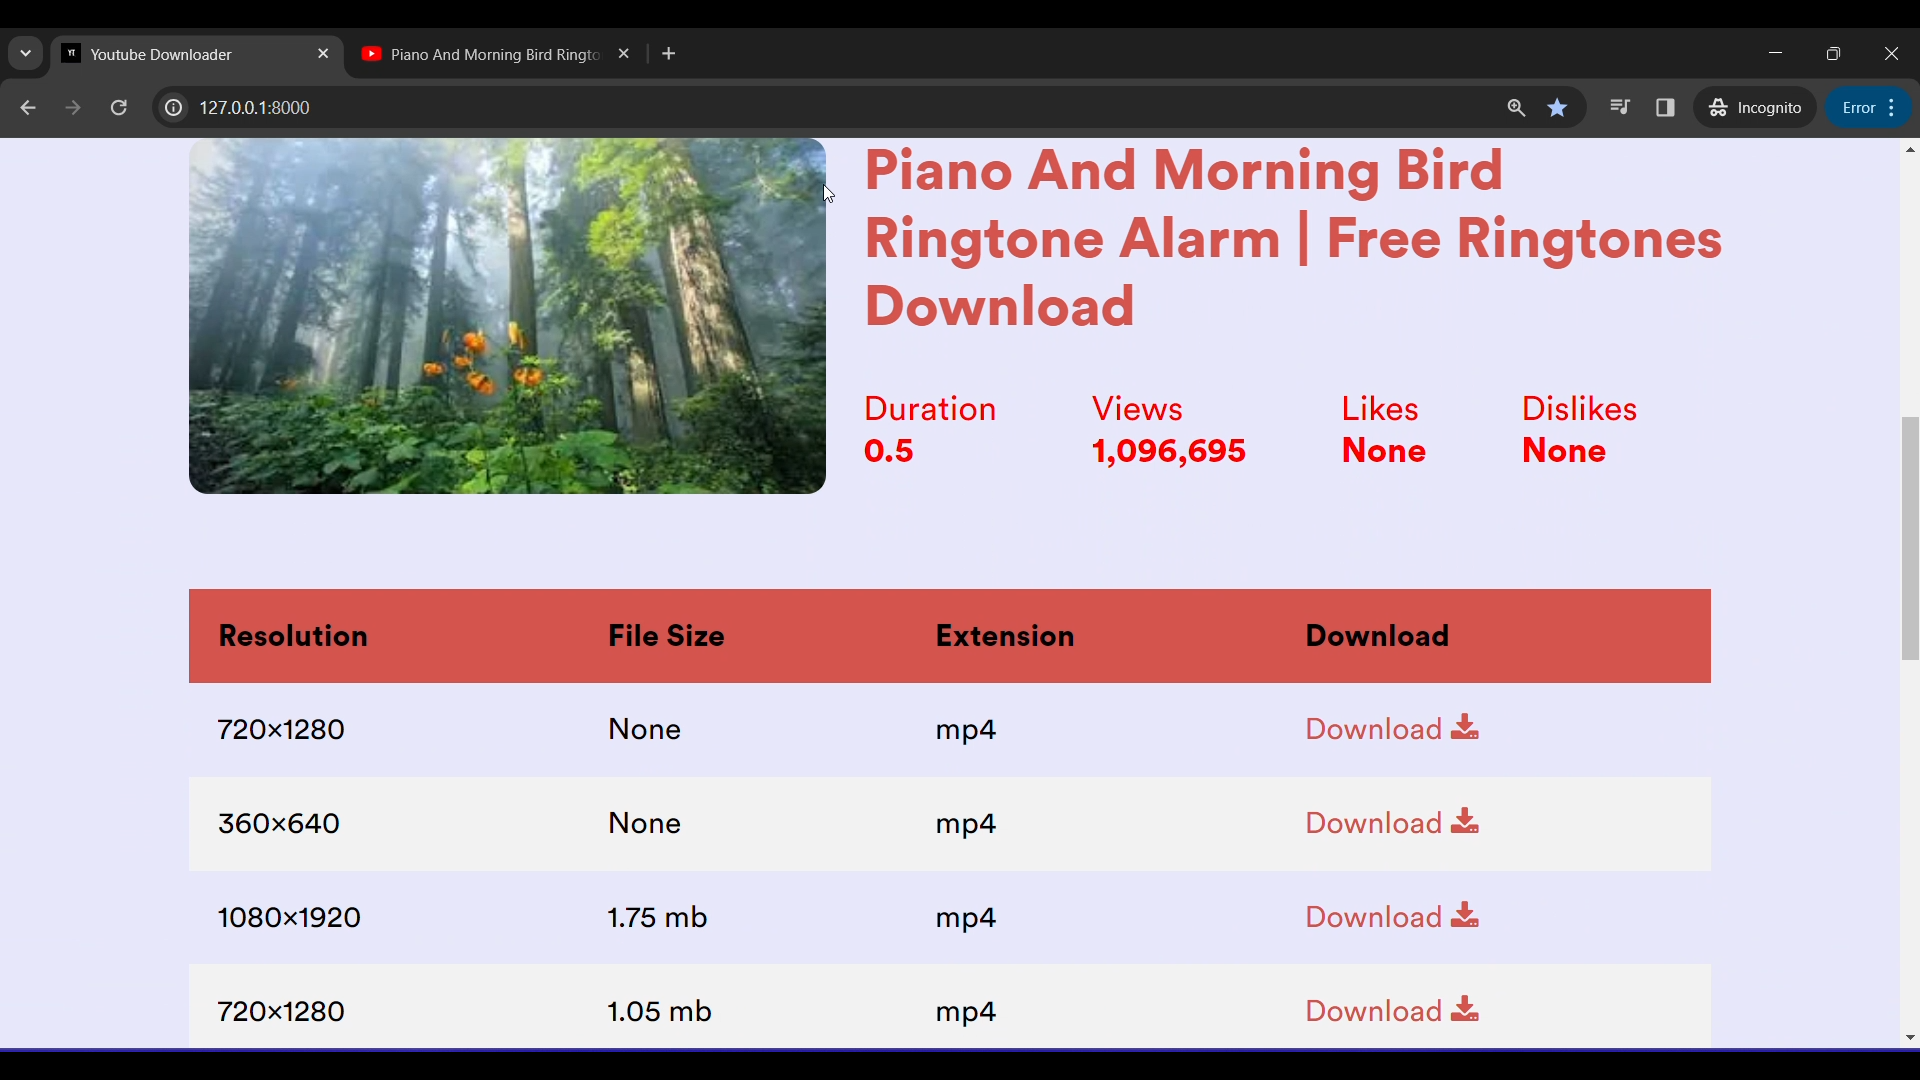 Youtube Downloader
Piano And Morning Bird Ringto
127.0.0.1:8000
Incognito
Error
Piano And Morning Bird
Ringtone Alarm | Free Ringtones
Download
Duration Views Likes Dislikes
0.5 1,096,695 None None
Resolution File Size Extension Download
720×1280 None mp4 Download
360×640 None mp4 Download
1080×1920 1.75 mb mp4 Download
720×1280 1.05 mb mp4 Download